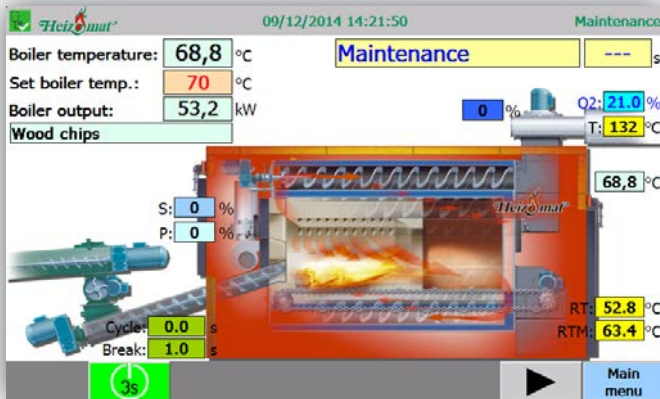 Heizomat® 09/12/2014 14:21:50 Maintenance
Boiler temperature: 68,8 °C Maintenance --- s
Set boiler temp.: 70 °C
Boiler output: 53,2 kW 0 % O2: 21.0 %
Wood chips T: 132 °C
68,8 °C
Heizomat®
S: 0 %
P: 0 %
RT: 52.8 °C
Cycle: 0.0 s RTM: 63.4 °C
Break: 1.0 s
3s Main
menu